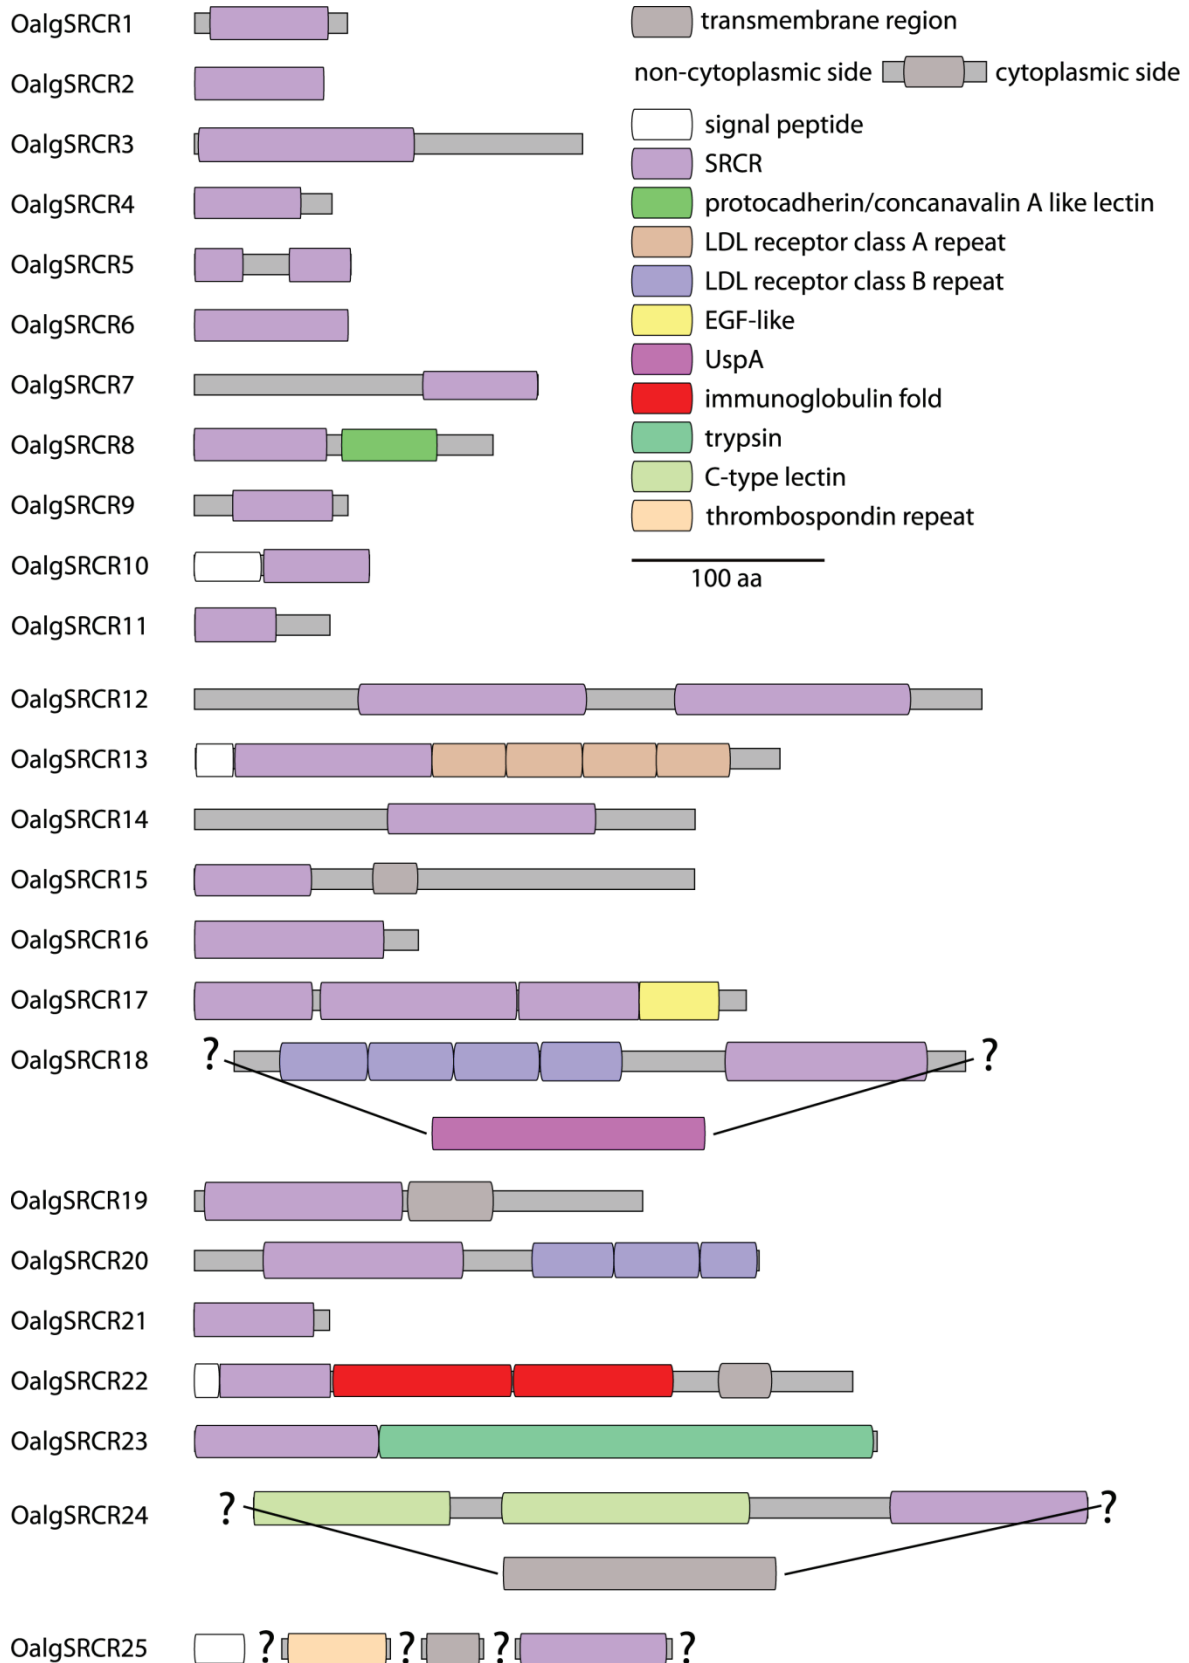 OalgSRCR1
transmembrane region
non-cytoplasmic side cytoplasmic side
OalgSRCR2
signal peptide
OalgSRCR3
SRCR
OalgSRCR4
protocadherin/concanavalin A like lectin
LDL receptor class A repeat
OalgSRCR5
LDL receptor class B repeat
OalgSRCR6
EGF-like
UspA
OalgSRCR7
immunoglobulin fold
trypsin
OalgSRCR8
C-type lectin
OalgSRCR9
thrombospondin repeat
OalgSRCR10
100 aa
OalgSRCR11
OalgSRCR12
OalgSRCR13
OalgSRCR14
OalgSRCR15
OalgSRCR16
OalgSRCR17
OalgSRCR18 ? ?
OalgSRCR19
OalgSRCR20
OalgSRCR21
OalgSRCR22
OalgSRCR23
OalgSRCR24 ? ?
OalgSRCR25 ? ? ? ?